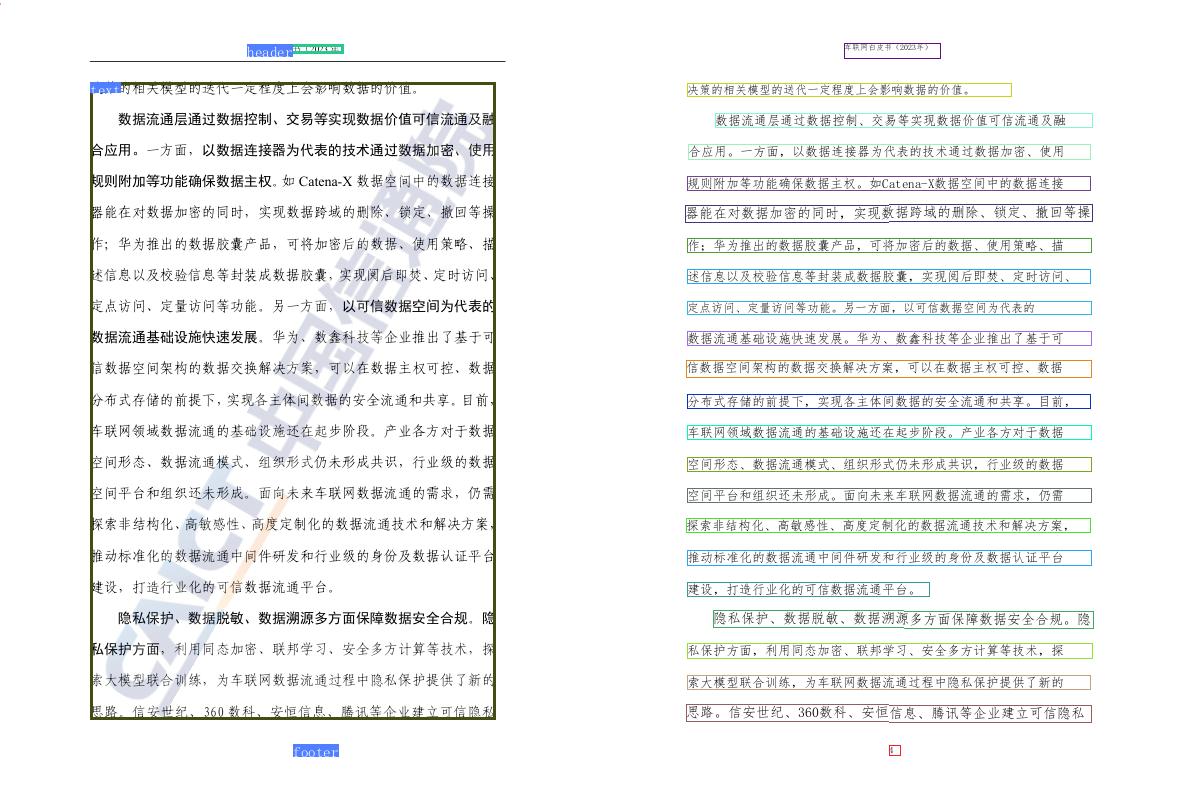 header
text的相关模型的迭代一定程度上会影响数据的价值。
数据流通层通过数据控制、交易等实现数据价值可信流通及融
合应用。一方面，以数据连接器为代表的技术通过数据加密、使用
规则附加等功能确保数据主权。如 Catena-X 数据空间中的数据连接
器能在对数据加密的同时，实现数据跨域的删除、锁定、撤回等操
作；华为推出的数据胶囊产品，可将加密后的数据、使用策略、描
述信息以及校验信息等封装成数据胶囊，实现阅后即焚、定时访问、
定点访问、定量访问等功能。另一方面，以可信数据空间为代表的
数据流通基础设施快速发展。华为、数鑫科技等企业推出了基于可
信数据空间架构的数据交换解决方案，可以在数据主权可控、数据
分布式存储的前提下，实现各主体间数据的安全流通和共享。目前，
车联网领域数据流通的基础设施还在起步阶段。产业各方对于数据
空间形态、数据流通模式、组织形式仍未形成共识，行业级的数据
空间平台和组织还未形成。面向未来车联网数据流通的需求，仍需
探索非结构化、高敏感性、高度定制化的数据流通技术和解决方案，
推动标准化的数据流通中间件研发和行业级的身份及数据认证平台
建设，打造行业化的可信数据流通平台。
隐私保护、数据脱敏、数据溯源多方面保障数据安全合规。隐
私保护方面，利用同态加密、联邦学习、安全多方计算等技术，探
索大模型联合训练，为车联网数据流通过程中隐私保护提供了新的
思路。信安世纪、360 数科、安恒信息、腾讯等企业建立可信隐私
footer
CAICT 中国信通院
车联网白皮书（2023年）
决策的相关模型的迭代一定程度上会影响数据的价值。
数据流通层通过数据控制、交易等实现数据价值可信流通及融
合应用。一方面，以数据连接器为代表的技术通过数据加密、使用
规则附加等功能确保数据主权。如Catena-X数据空间中的数据连接
器能在对数据加密的同时，实现数据跨域的删除、锁定、撤回等操
作；华为推出的数据胶囊产品，可将加密后的数据、使用策略、描
述信息以及校验信息等封装成数据胶囊，实现阅后即焚、定时访问、
定点访问、定量访问等功能。另一方面，以可信数据空间为代表的
数据流通基础设施快速发展。华为、数鑫科技等企业推出了基于可
信数据空间架构的数据交换解决方案，可以在数据主权可控、数据
分布式存储的前提下，实现各主体间数据的安全流通和共享。目前，
车联网领域数据流通的基础设施还在起步阶段。产业各方对于数据
空间形态、数据流通模式、组织形式仍未形成共识，行业级的数据
空间平台和组织还未形成。面向未来车联网数据流通的需求，仍需
探索非结构化、高敏感性、高度定制化的数据流通技术和解决方案，
推动标准化的数据流通中间件研发和行业级的身份及数据认证平台
建设，打造行业化的可信数据流通平台。
隐私保护、数据脱敏、数据溯源多方面保障数据安全合规。隐
私保护方面，利用同态加密、联邦学习、安全多方计算等技术，探
索大模型联合训练，为车联网数据流通过程中隐私保护提供了新的
思路。信安世纪、360数科、安恒信息、腾讯等企业建立可信隐私